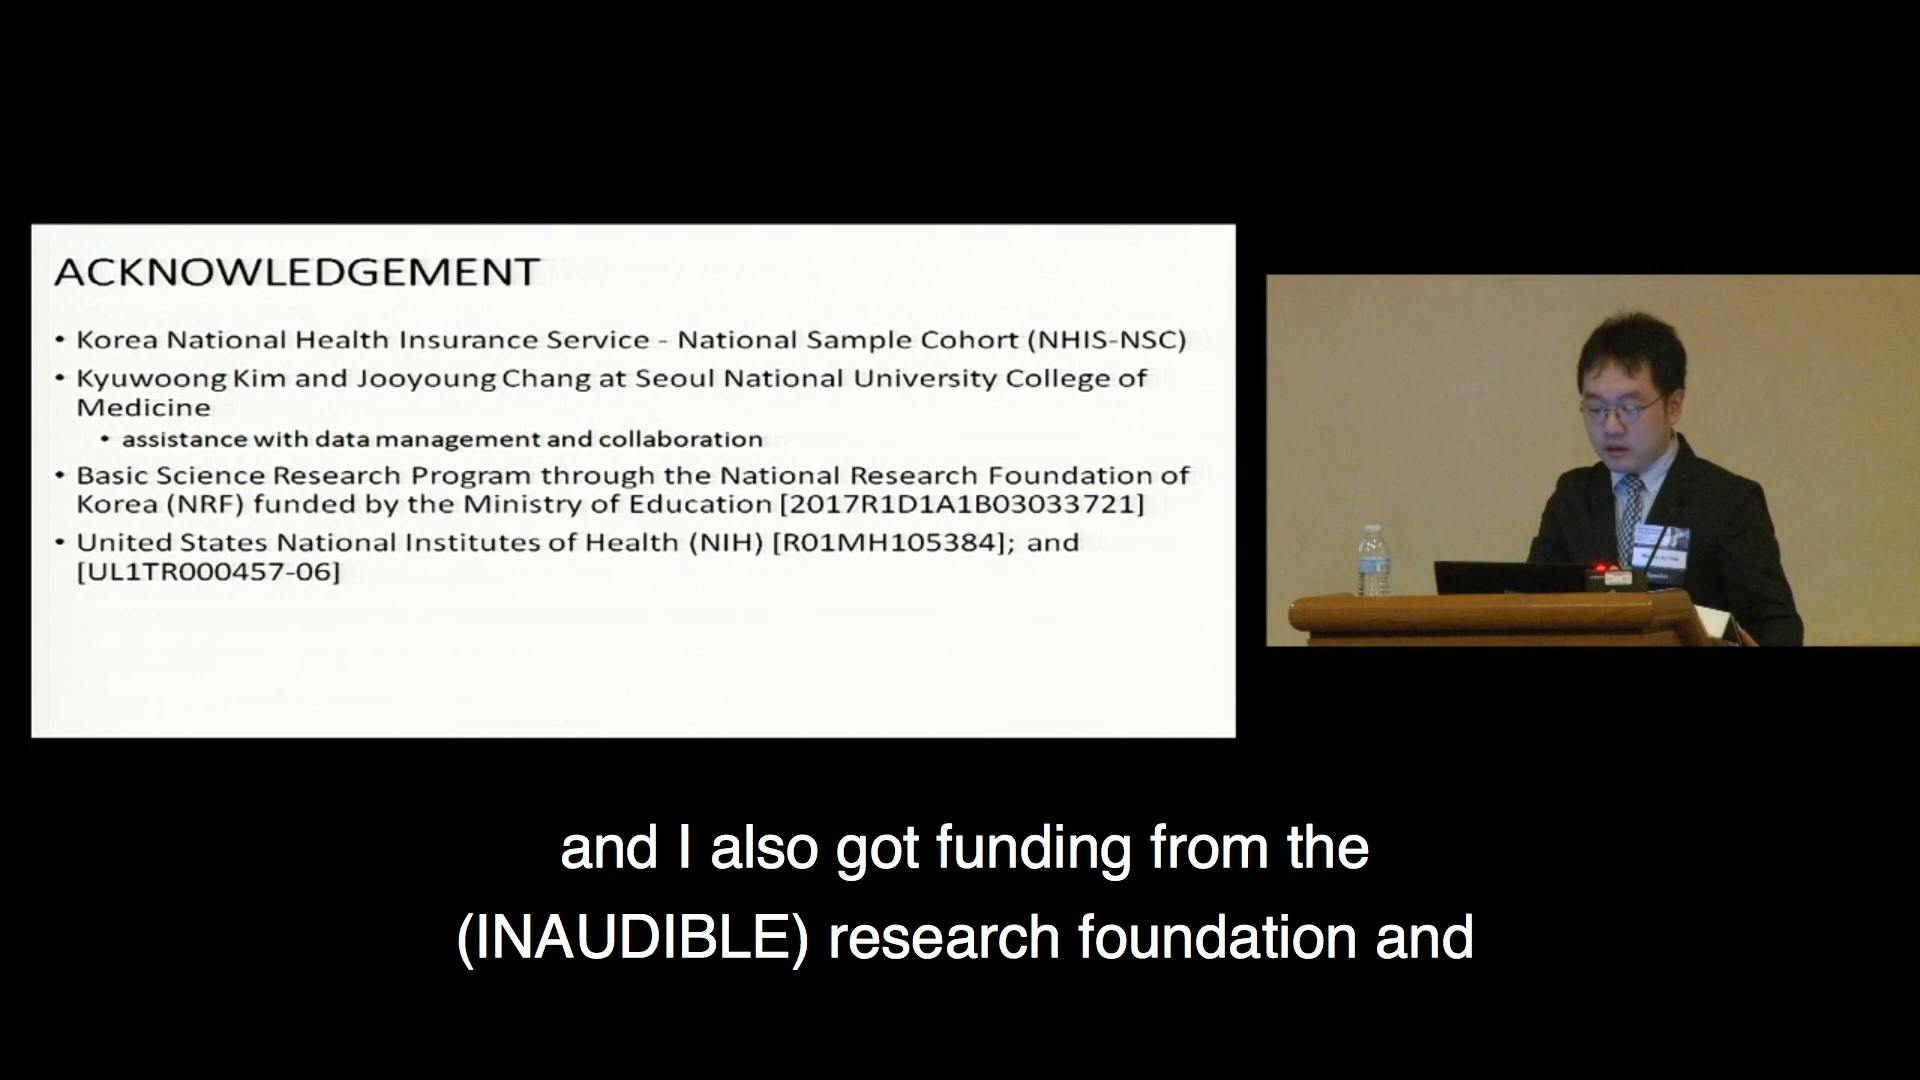 ACKNOWLEDGEMENT
• Korea National Health Insurance Service - National Sample Cohort (NHIS-NSC)
• Kyuwoong Kim and Jooyoung Chang at Seoul National University College of
Medicine
• assistance with data management and collaboration
• Basic Science Research Program through the National Research Foundation of
Korea (NRF) funded by the Ministry of Education [2017R1D1A1B03033721]
• United States National Institutes of Health (NIH) [R01MH105384]; and
[UL1TR000457-06]
and I also got funding from the
(INAUDIBLE) research foundation and